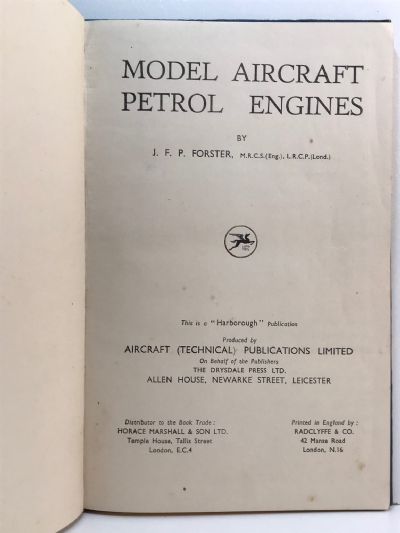 MODEL AIRCRAFT
PETROL ENGINES
BY
J. F. P. FORSTER, M.R.C.S.(Eng.), L.R.C.P.(Lond.)
This is a "Harborough" Publication
Produced by
AIRCRAFT (TECHNICAL) PUBLICATIONS LIMITED
On Behalf of the Publishers
THE DRYSDALE PRESS LTD.
ALLEN HOUSE, NEWARKE STREET, LEICESTER
Distributor to the Book Trade:
HORACE MARSHALL & SON LTD.
Temple House, Tallis Street
London, E.C.4
Printed in England by:
RADCLYFFE & CO.
42 Mansa Road
London, N.16